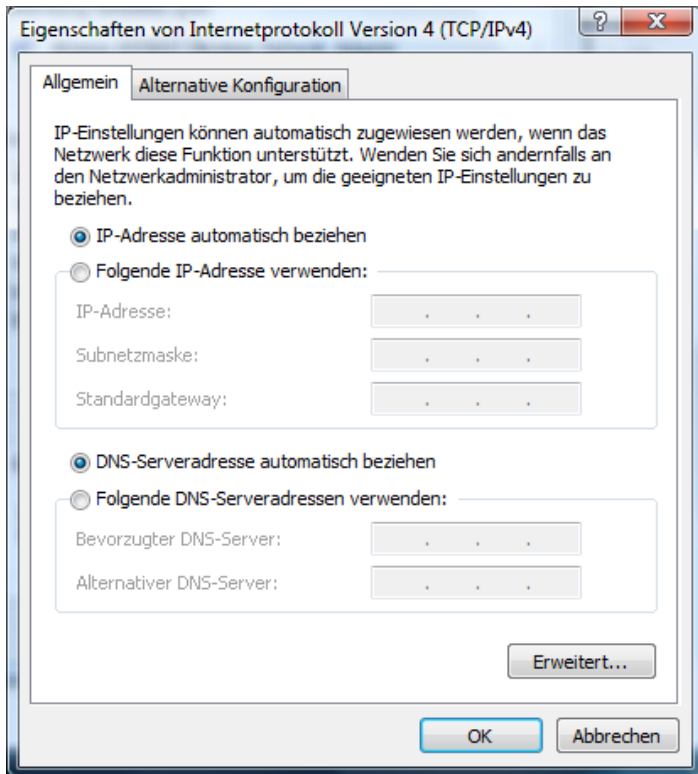 Eigenschaften von Internetprotokoll Version 4 (TCP/IPv4)
Allgemein
Alternative Konfiguration
IP-Einstellungen können automatisch zugewiesen werden, wenn das
Netzwerk diese Funktion unterstützt. Wenden Sie sich andernfalls an
den Netzwerkadministrator, um die geeigneten IP-Einstellungen zu
beziehen.
IP-Adresse automatisch beziehen
Folgende IP-Adresse verwenden:
IP-Adresse: . . .
Subnetzmaske: . . .
Standardgateway: . . .
DNS-Serveradresse automatisch beziehen
Folgende DNS-Serveradressen verwenden:
Bevorzugter DNS-Server: . . .
Alternativer DNS-Server: . . .
Erweitert...
OK
Abbrechen